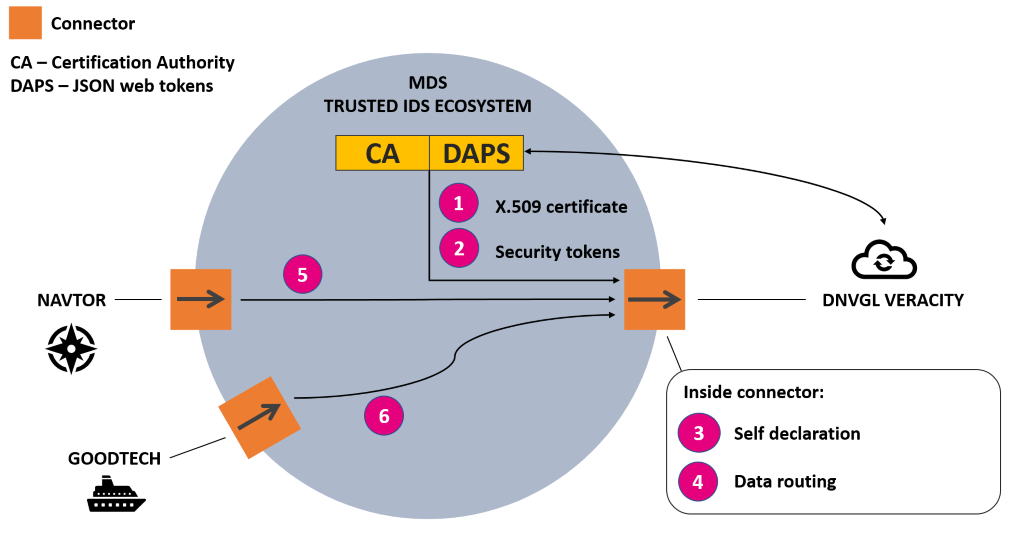 Connector
CA – Certification Authority
DAPS – JSON web tokens
MDS
TRUSTED IDS ECOSYSTEM
CA DAPS
1 X.509 certificate
2 Security tokens
5
NAVTOR
DNVGL VERACITY
6
GOODTECH
Inside connector:
3 Self declaration
4 Data routing